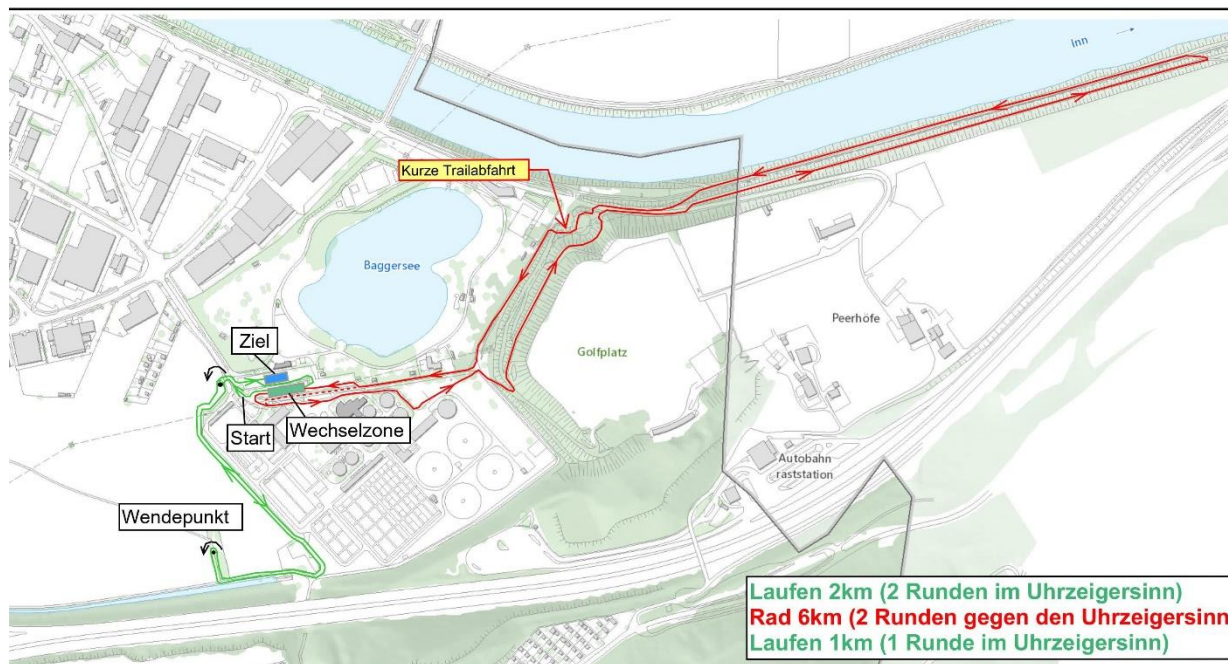 Inn
Kurze Trailabfahrt
Baggersee
Peerhöfe
Ziel
Golfplatz
Start
Wechselzone
Autobahn
raststation
Wendepunkt
Laufen 2km (2 Runden im Uhrzeigersinn)
Rad 6km (2 Runden gegen den Uhrzeigersinn
Laufen 1km (1 Runde im Uhrzeigersinn)